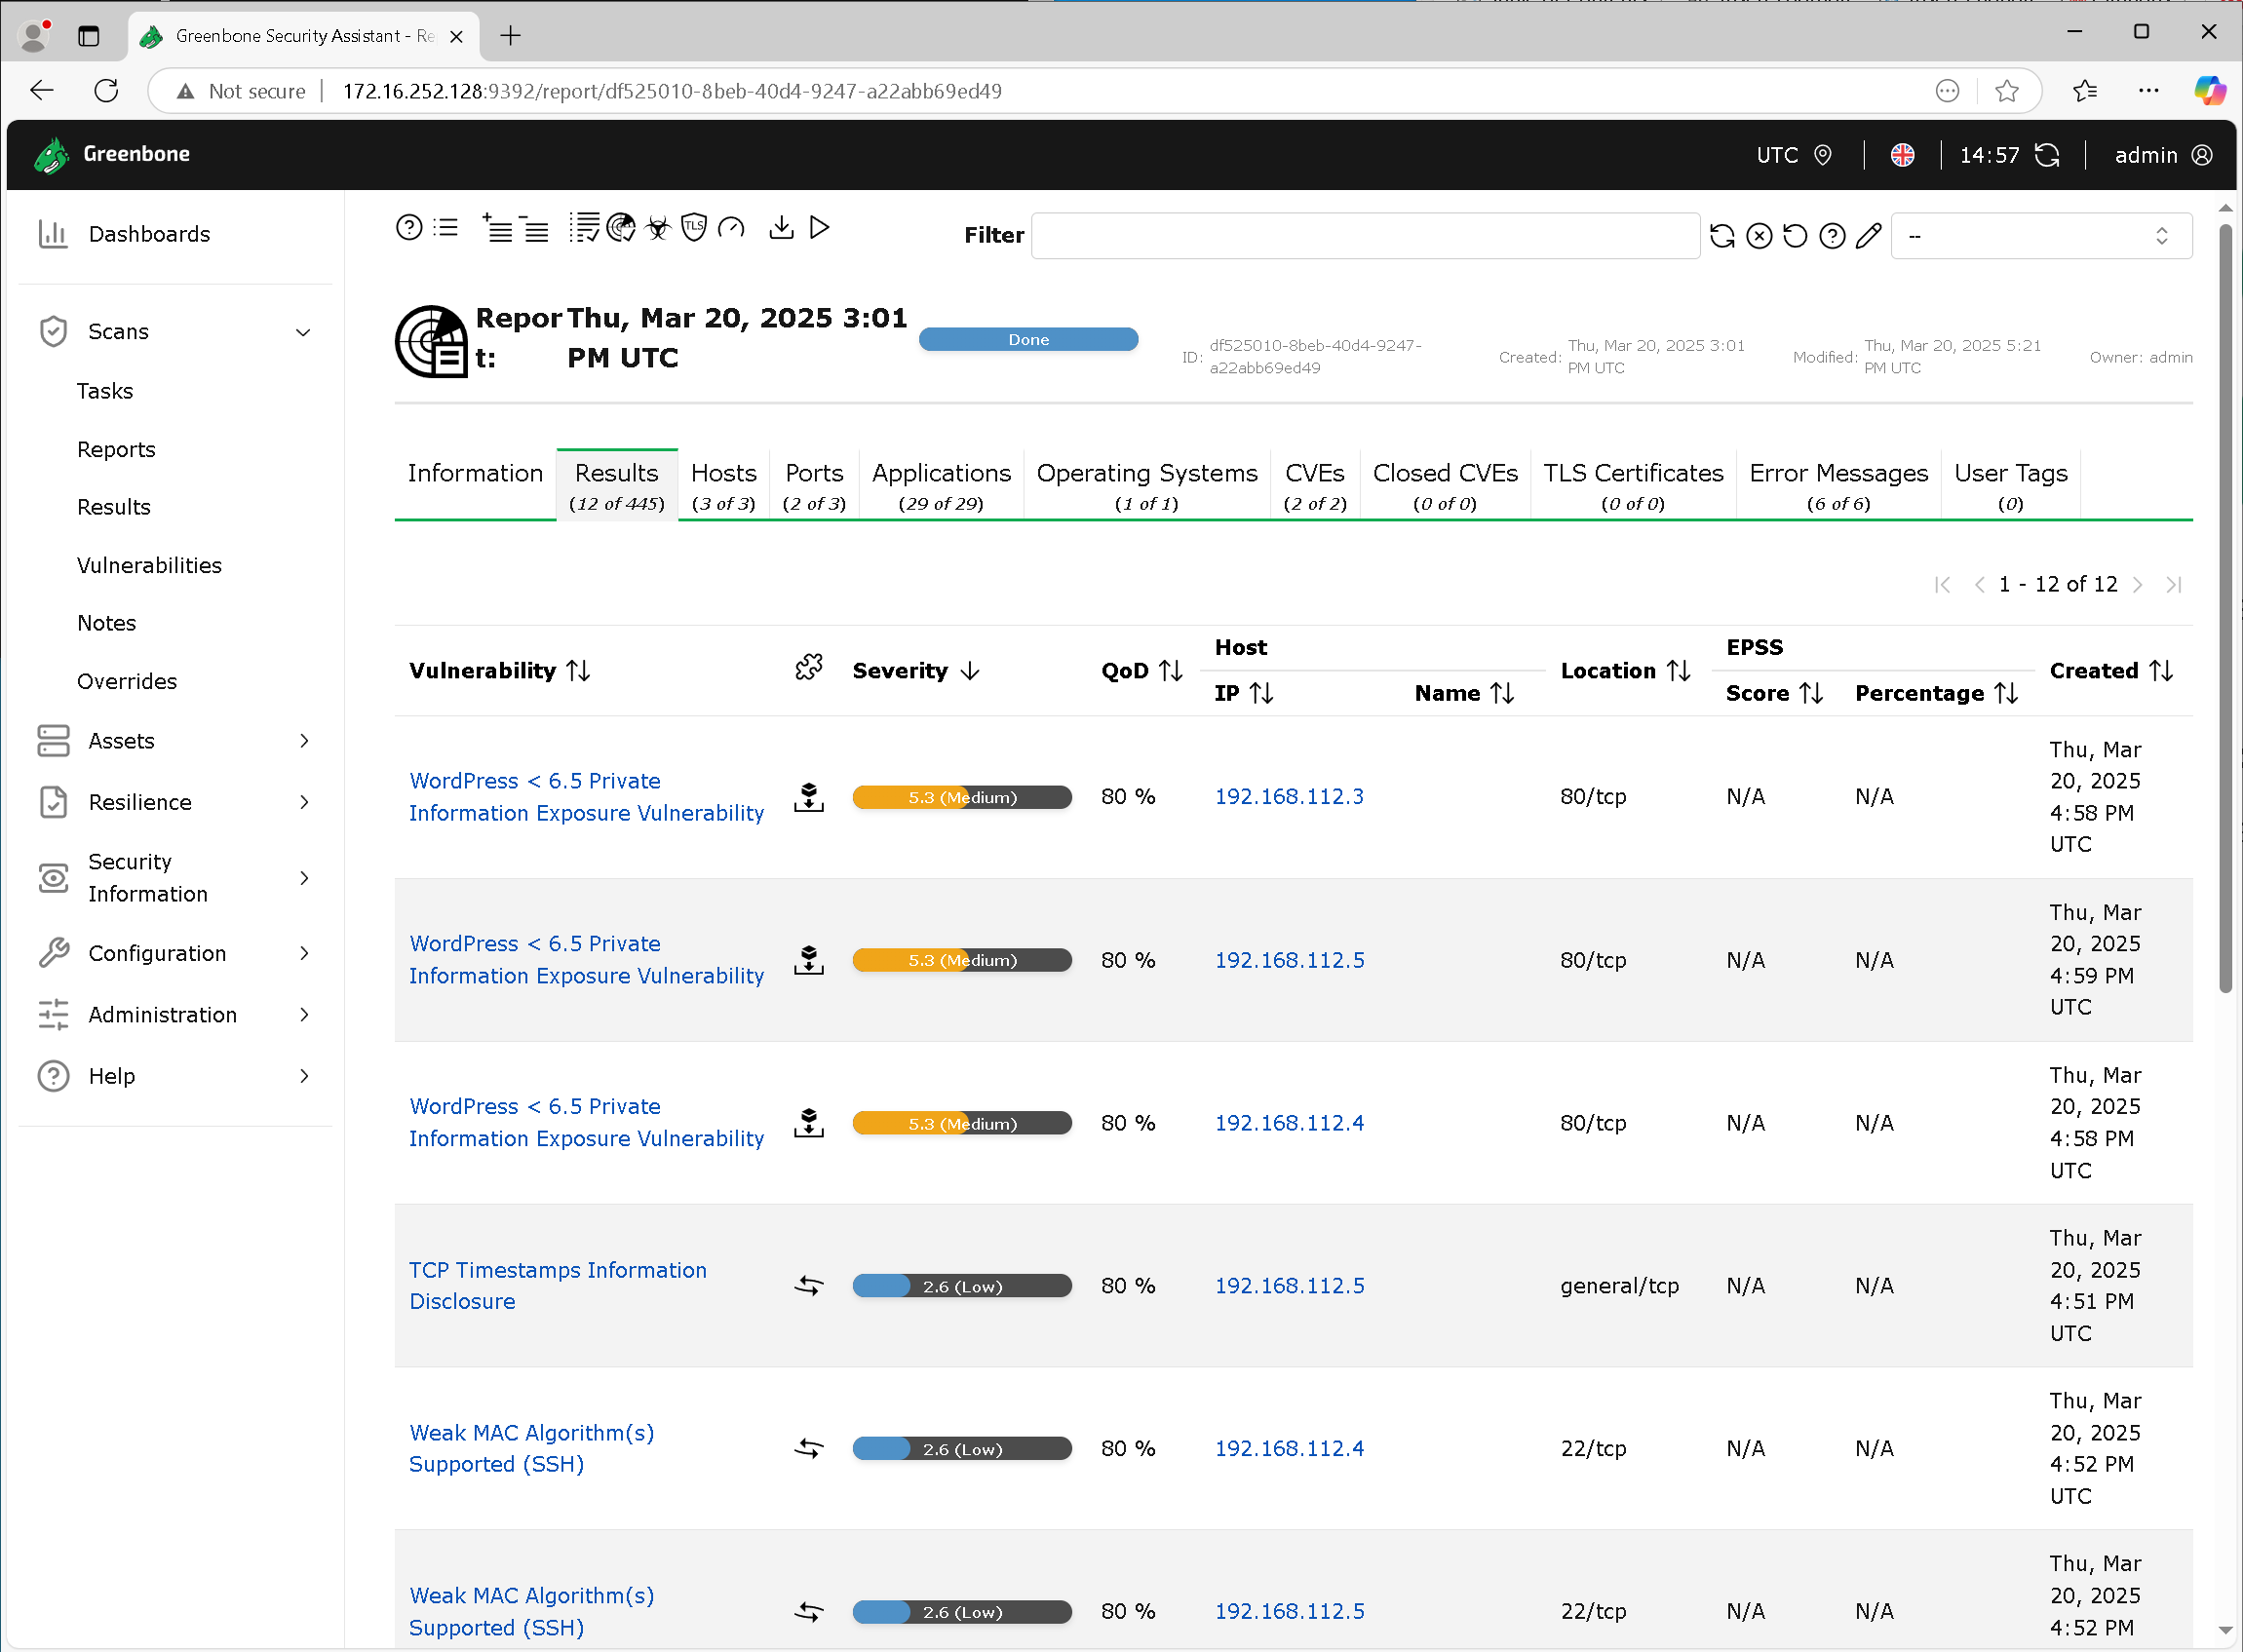 Greenbone Security Assistant - Re
Not secure
172.16.252.128:9392/report/df525010-8beb-40d4-9247-a22abb69ed49
Greenbone
UTC
14:57
admin
Dashboards
Scans
Tasks
Reports
Results
Vulnerabilities
Notes
Overrides
Assets
Resilience
Security
Information
Configuration
Administration
Help
TLS
Filter
--
Repor
t:
Thu, Mar 20, 2025 3:01
PM UTC
Done
ID: df525010-8beb-40d4-9247-
a22abb69ed49
Created: Thu, Mar 20, 2025 3:01
PM UTC
Modified: Thu, Mar 20, 2025 5:21
PM UTC
Owner: admin
Information
Results
(12 of 445)
Hosts
(3 of 3)
Ports
(2 of 3)
Applications
(29 of 29)
Operating Systems
(1 of 1)
CVEs
(2 of 2)
Closed CVEs
(0 of 0)
TLS Certificates
(0 of 0)
Error Messages
(6 of 6)
User Tags
(0)
1 - 12 of 12
Vulnerability
Severity
QoD
Host
IP
Name
Location
EPSS
Score
Percentage
Created
WordPress < 6.5 Private
Information Exposure Vulnerability
5.3 (Medium)
80 %
192.168.112.3
80/tcp
N/A
N/A
Thu, Mar
20, 2025
4:58 PM
UTC
WordPress < 6.5 Private
Information Exposure Vulnerability
5.3 (Medium)
80 %
192.168.112.5
80/tcp
N/A
N/A
Thu, Mar
20, 2025
4:59 PM
UTC
WordPress < 6.5 Private
Information Exposure Vulnerability
5.3 (Medium)
80 %
192.168.112.4
80/tcp
N/A
N/A
Thu, Mar
20, 2025
4:58 PM
UTC
TCP Timestamps Information
Disclosure
2.6 (Low)
80 %
192.168.112.5
general/tcp
N/A
N/A
Thu, Mar
20, 2025
4:51 PM
UTC
Weak MAC Algorithm(s)
Supported (SSH)
2.6 (Low)
80 %
192.168.112.4
22/tcp
N/A
N/A
Thu, Mar
20, 2025
4:52 PM
UTC
Weak MAC Algorithm(s)
Supported (SSH)
2.6 (Low)
80 %
192.168.112.5
22/tcp
N/A
N/A
Thu, Mar
20, 2025
4:52 PM